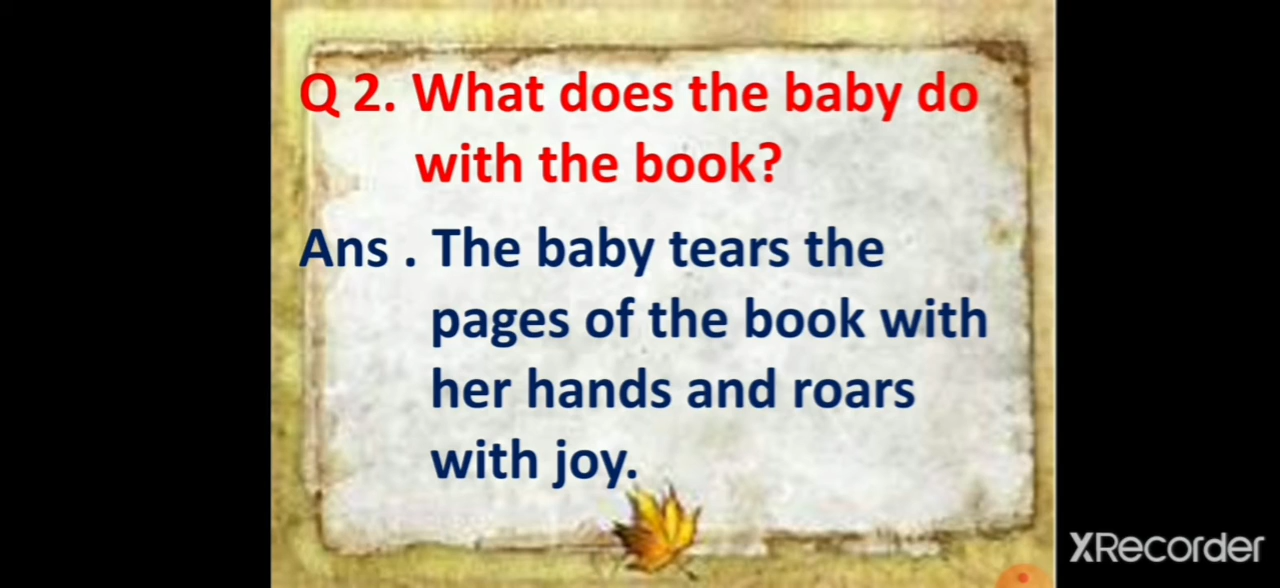 Q 2. What does the baby do
with the book?
Ans . The baby tears the
pages of the book with
her hands and roars
with joy.
XRecorder